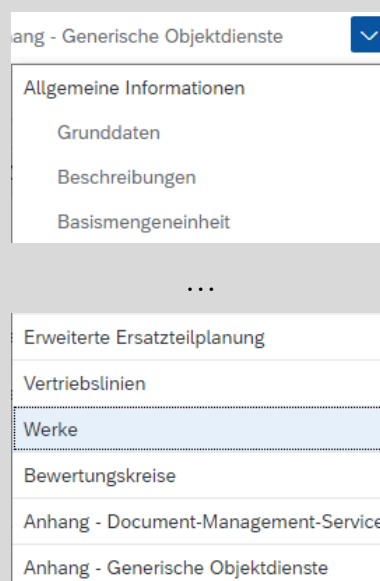 ang - Generische Objektdienste
Allgemeine Informationen
Grunddaten
Beschreibungen
Basismengeneinheit
...
Erweiterte Ersatzteilplanung
Vertriebslinien
Werke
Bewertungskreise
Anhang - Document-Management-Service
Anhang - Generische Objektdienste